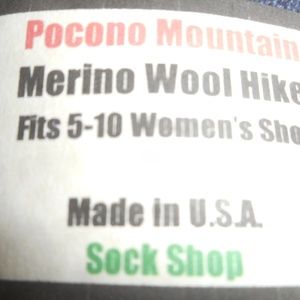 Pocono Mountain
Merino Wool Hike
Fits 5-10 Women's Sho
Made in U.S.A.
Sock Shop